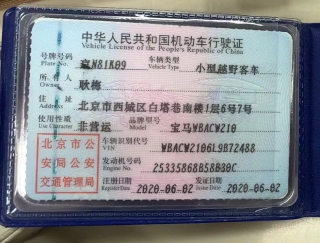 中华人民共和国机动车行驶证
Vehicle License of the People's Republic of China
号牌号码 Plate No. 京N81K09 车辆类型 Vehicle Type 小型越野客车
所有人 Owner 耿梅
住址 Address 北京市西城区白塔巷南楼1层6号7号
使用性质 Use Character 非营运 品牌型号 Model 宝马WBACW210
北京市公安局公安交通管理局
车辆识别代号 VIN WBACW2106L9B72488
发动机号码 Engine No. 25335868B58B30C
注册日期 Register Date 2020-06-02 发证日期 Issue Date 2020-06-02